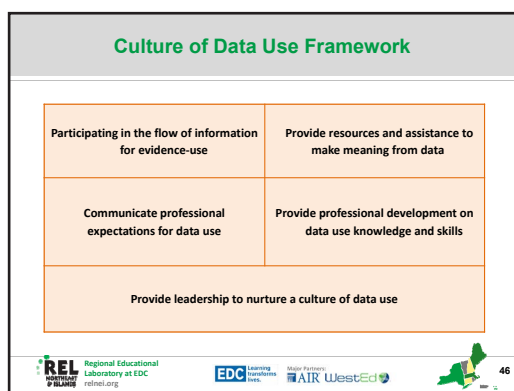 Culture of Data Use Framework
Participating in the flow of information
for evidence-use
Provide resources and assistance to
make meaning from data
Communicate professional
expectations for data use
Provide professional development on
data use knowledge and skills
Provide leadership to nurture a culture of data use
REL
NORTHEAST
& ISLANDS
Regional Educational
Laboratory at EDC
relnei.org
EDC
Learning
transforms
lives.
Major Partners:
AIR WestEd
46